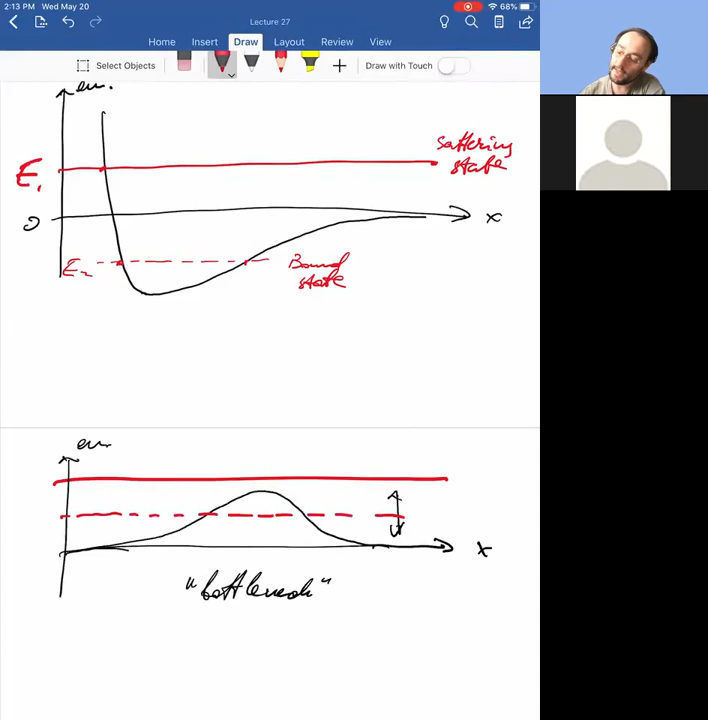 2:13 PM Wed May 20
68%
Lecture 27
Home Insert Draw Layout Review View
Select Objects
Draw with Touch
en.
Sattering
state
E1
0
x
E2
Bound
state
en.
x
"bottleneck"